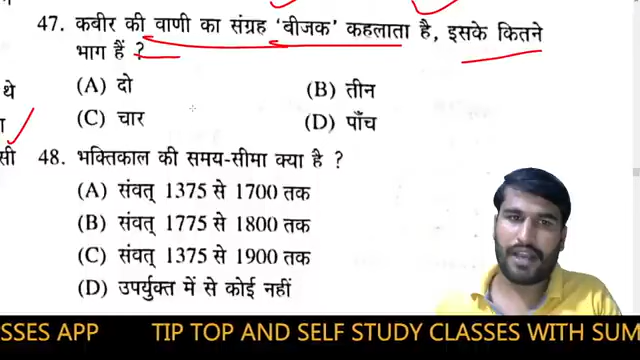 47. कबीर की वाणी का संग्रह ‘बीजक’ कहलाता है, इसके कितने
भाग हैं ?
(A) दो
(B) तीन
(C) चार
(D) पाँच
48. भक्तिकाल की समय-सीमा क्या है ?
(A) संवत् 1375 से 1700 तक
(B) संवत् 1775 से 1800 तक
(C) संवत् 1375 से 1900 तक
(D) उपर्युक्त में से कोई नहीं
थे
सी
SSES APP TIP TOP AND SELF STUDY CLASSES WITH SUM